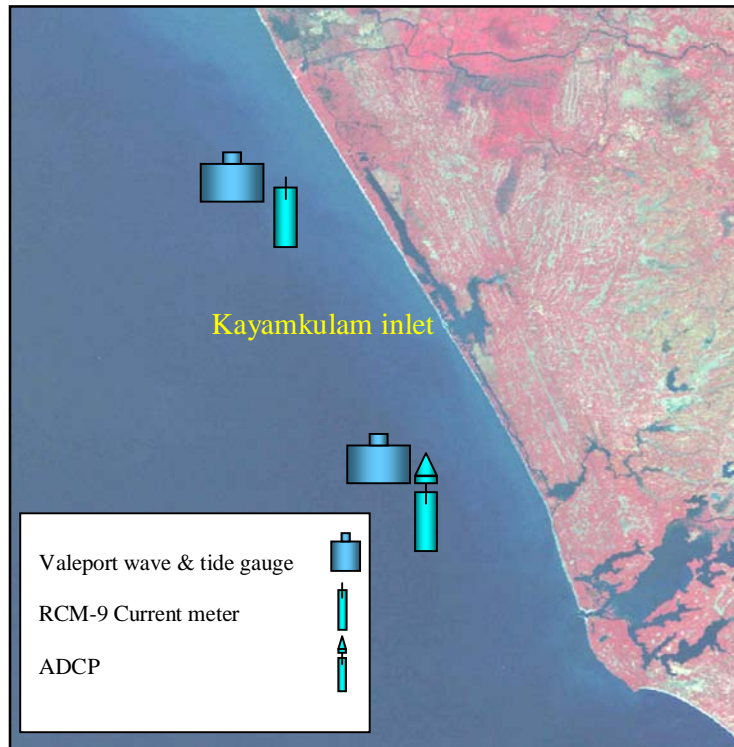 Kayamkulam inlet
Valeport wave & tide gauge
RCM-9 Current meter
ADCP